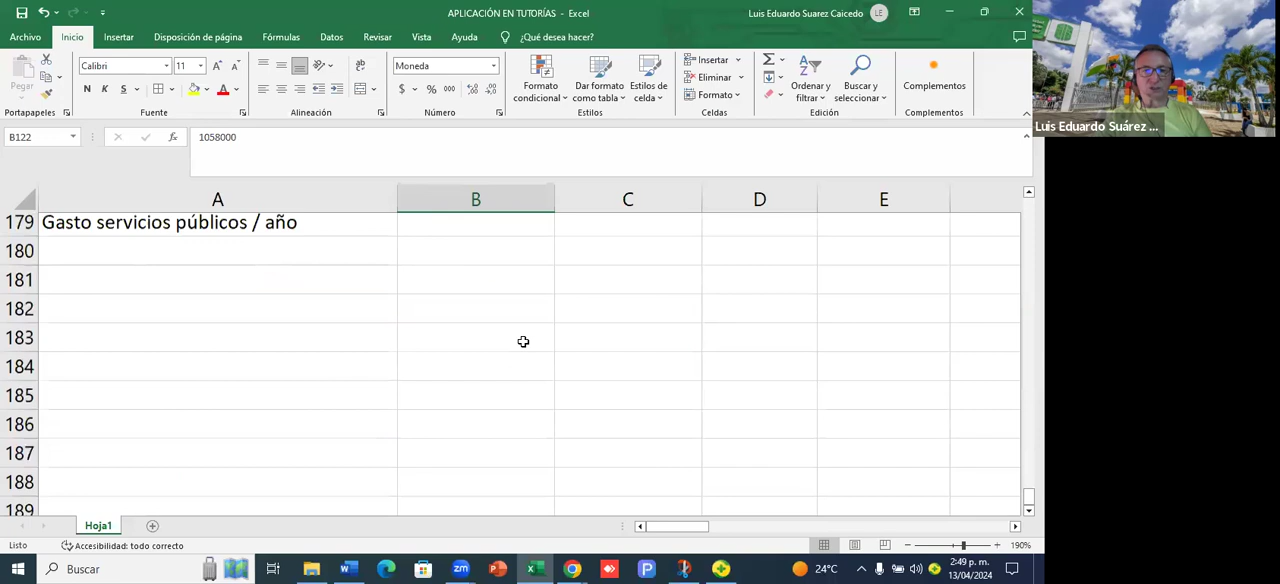 APLICACIÓN EN TUTORÍAS - Excel
Luis Eduardo Suarez Caicedo
LE
Archivo
Inicio
Insertar
Disposición de página
Fórmulas
Datos
Revisar
Vista
Ayuda
¿Qué desea hacer?
Pegar
Calibri
11
N K S
Moneda
$ % 000
Formato condicional
Dar formato como tabla
Estilos de celda
Insertar
Eliminar
Formato
Ordenar y filtrar
Buscar y seleccionar
Complementos
Portapapeles
Fuente
Alineación
Número
Estilos
Celdas
Edición
Complementos
Luis Eduardo Suárez ...
B122
fx
1058000
A B C D E
179 Gasto servicios públicos / año
180
181
182
183
184
185
186
187
188
189
Hoja1
Listo
Accesibilidad: todo correcto
190%
Buscar
24°C
2:49 p. m.
13/04/2024